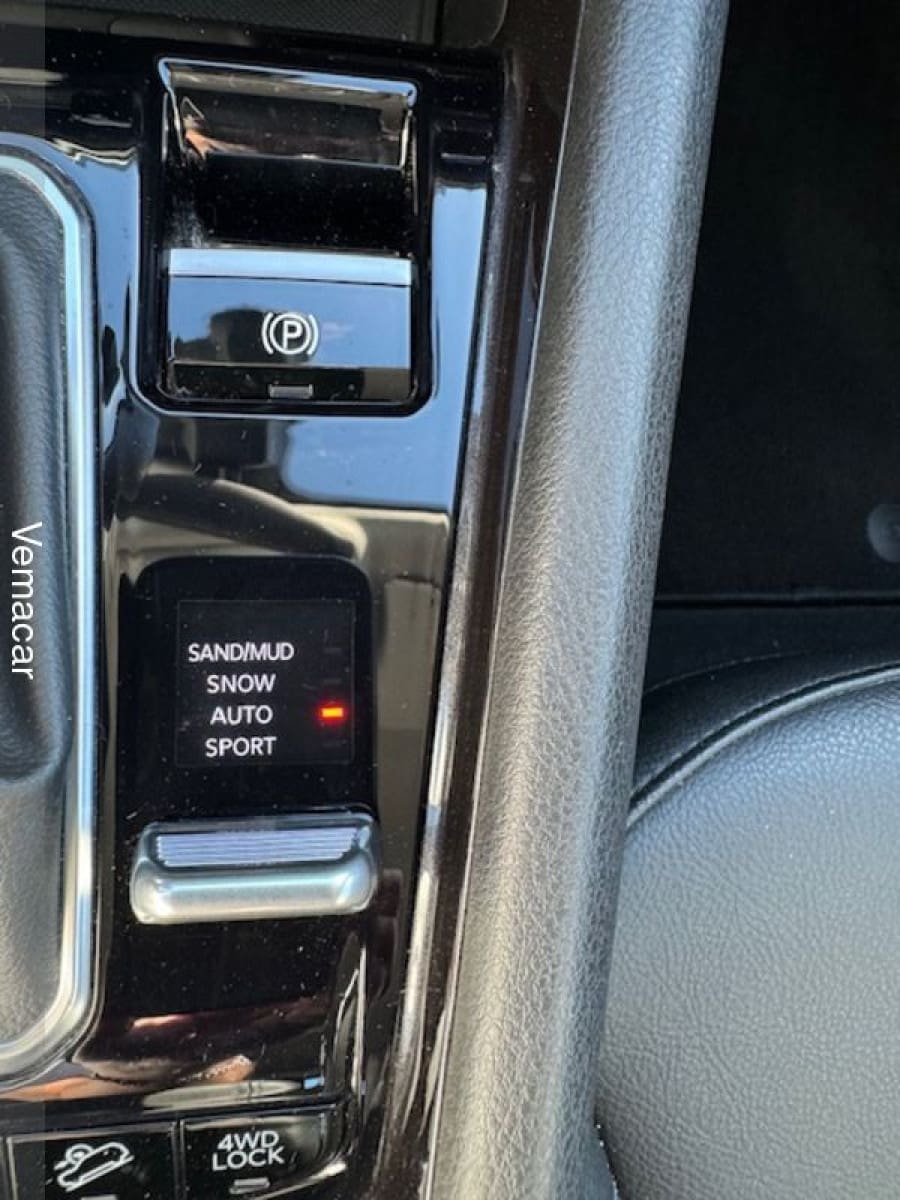 P
SAND/MUD
SNOW
AUTO
SPORT
4WD
LOCK
Vemacar